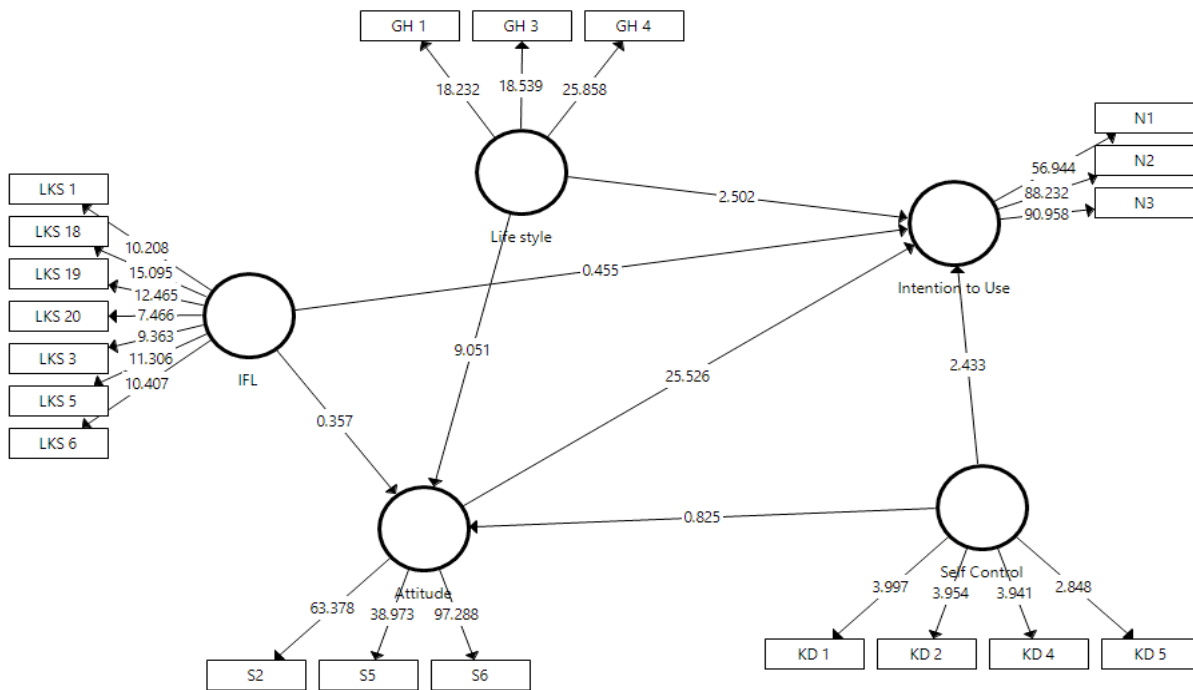 GH 1
GH 3
GH 4
18.232
18.539
25.858
N1
N2
N3
56.944
88.232
90.958
LKS 1
LKS 18
LKS 19
LKS 20
LKS 3
LKS 5
LKS 6
10.208
15.095
12.465
7.466
9.363
11.306
10.407
Life style
2.502
0.455
Intention to Use
IFL
9.051
0.357
25.526
2.433
0.825
Attitude
63.378
38.973
97.288
Self Control
3.997
3.954
3.941
2.848
S2
S5
S6
KD 1
KD 2
KD 4
KD 5